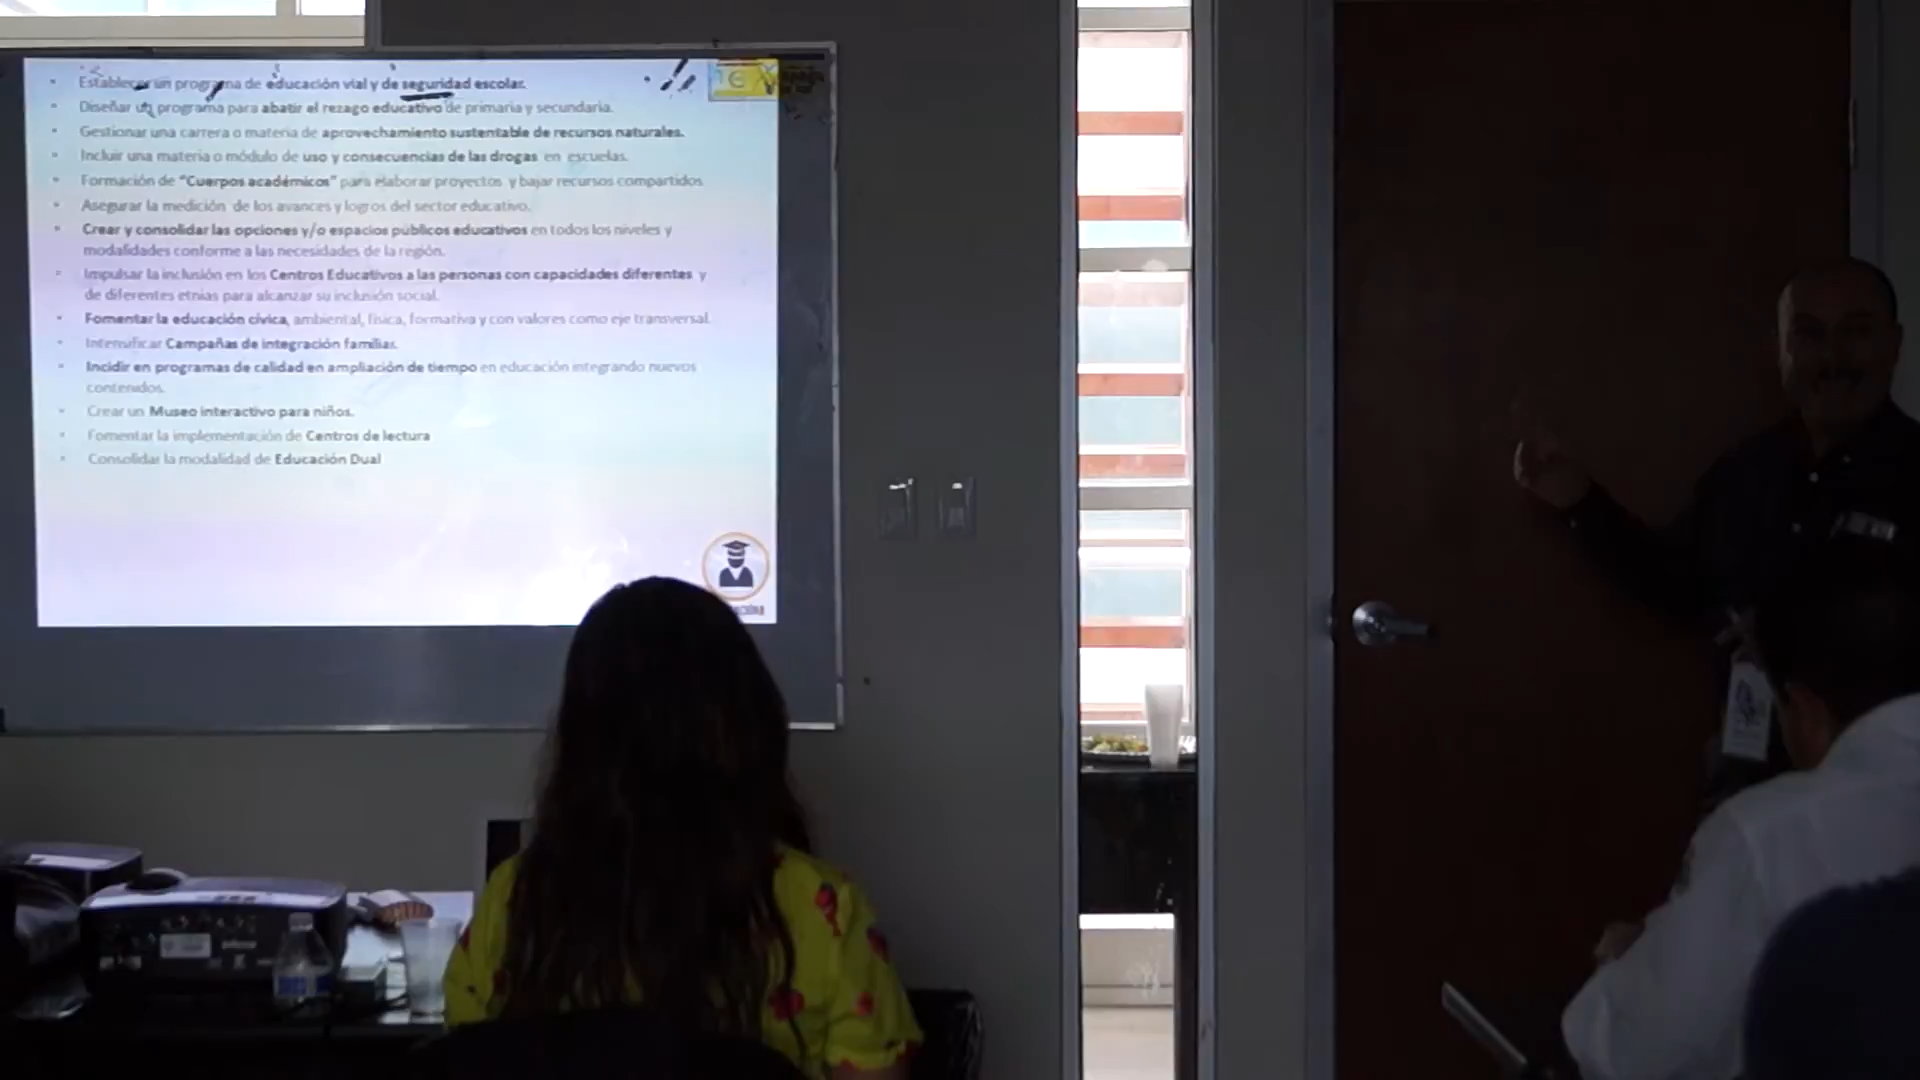 • Establecer un programa de educación vial y de seguridad escolar.
• Diseñar un programa para abatir el rezago educativo de primaria y secundaria.
• Gestionar una carrera o materia de aprovechamiento sustentable de recursos naturales.
• Incluir una materia o módulo de uso y consecuencias de las drogas en escuelas.
• Formación de "Cuerpos académicos" para elaborar proyectos y bajar recursos compartidos
• Asegurar la medición de los avances y logros del sector educativo.
• Crear y consolidar las opciones y/o espacios públicos educativos en todos los niveles y
modalidades conforme a las necesidades de la región.
• Impulsar la inclusión en los Centros Educativos a las personas con capacidades diferentes y
de diferentes etnias para alcanzar su inclusión social.
• Fomentar la educación cívica, ambiental, física, formativa y con valores como eje transversal.
• Intensificar Campañas de integración familias.
• Incidir en programas de calidad en ampliación de tiempo en educación integrando nuevos
contenidos.
• Crear un Museo interactivo para niños.
• Fomentar la implementación de Centros de lectura
• Consolidar la modalidad de Educación Dual